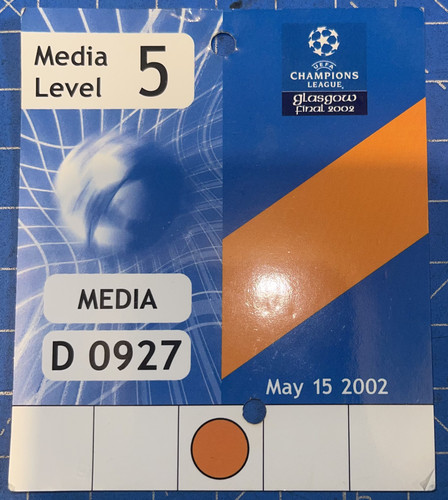 Media
Level 5
UEFA
CHAMPIONS
LEAGUE
glasgow
final 2002
MEDIA
D 0927
May 15 2002